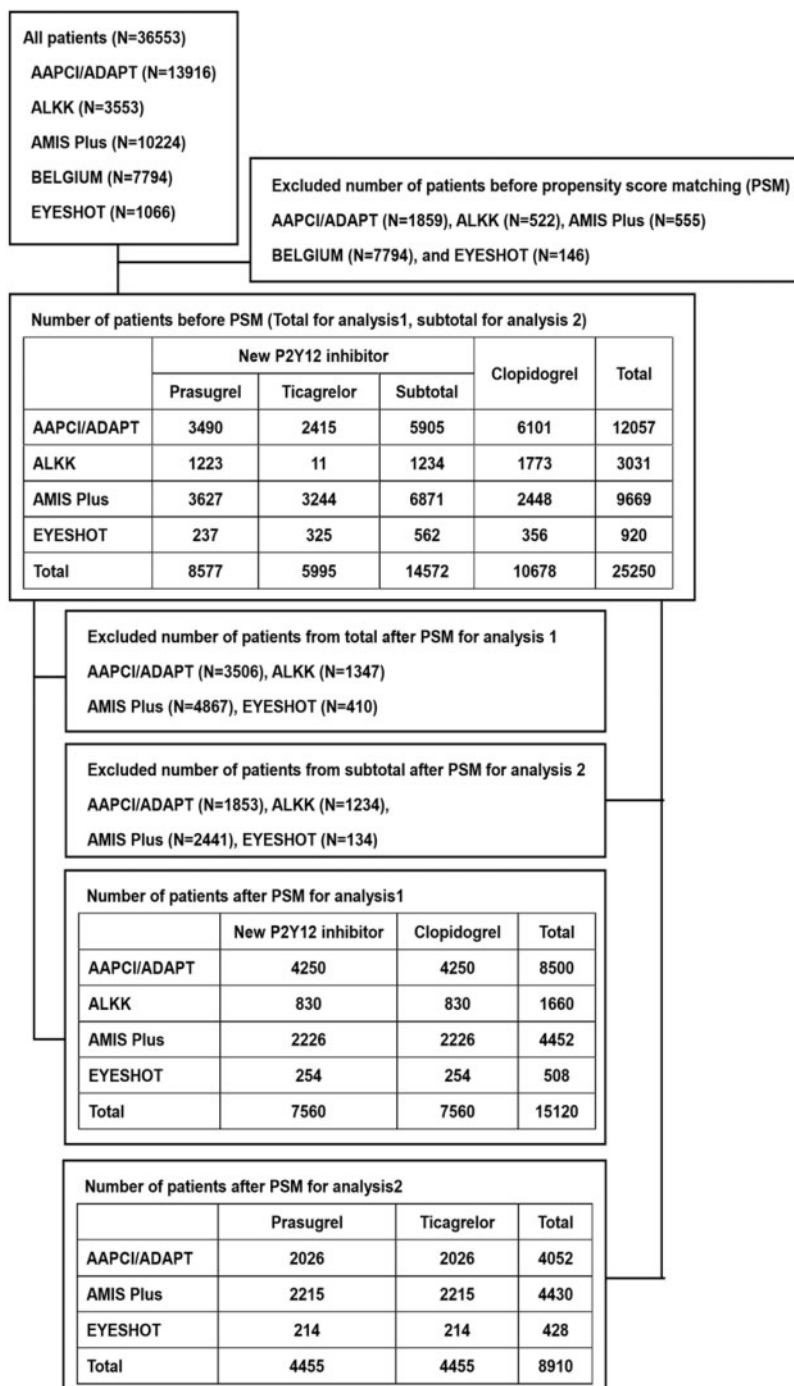 All patients (N=36553)
AAPCI/ADAPT (N=13916)
ALKK (N=3553)
AMIS Plus (N=10224)
BELGIUM (N=7794)
EYESHOT (N=1066)
Excluded number of patients before propensity score matching (PSM)
AAPCI/ADAPT (N=1859), ALKK (N=522), AMIS Plus (N=555)
BELGIUM (N=7794), and EYESHOT (N=146)
Number of patients before PSM (Total for analysis1, subtotal for analysis 2)
New P2Y12 inhibitor Clopidogrel Total
Prasugrel Ticagrelor Subtotal
AAPCI/ADAPT 3490 2415 5905 6101 12057
ALKK 1223 11 1234 1773 3031
AMIS Plus 3627 3244 6871 2448 9669
EYESHOT 237 325 562 356 920
Total 8577 5995 14572 10678 25250
Excluded number of patients from total after PSM for analysis 1
AAPCI/ADAPT (N=3506), ALKK (N=1347)
AMIS Plus (N=4867), EYESHOT (N=410)
Excluded number of patients from subtotal after PSM for analysis 2
AAPCI/ADAPT (N=1853), ALKK (N=1234),
AMIS Plus (N=2441), EYESHOT (N=134)
Number of patients after PSM for analysis1
New P2Y12 inhibitor Clopidogrel Total
AAPCI/ADAPT 4250 4250 8500
ALKK 830 830 1660
AMIS Plus 2226 2226 4452
EYESHOT 254 254 508
Total 7560 7560 15120
Number of patients after PSM for analysis2
Prasugrel Ticagrelor Total
AAPCI/ADAPT 2026 2026 4052
AMIS Plus 2215 2215 4430
EYESHOT 214 214 428
Total 4455 4455 8910